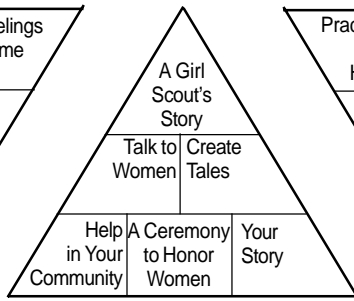 A Girl
Scout's
Story
Talk to
Women
Create
Tales
Help
in Your
Community
A Ceremony
to Honor
Women
Your
Story